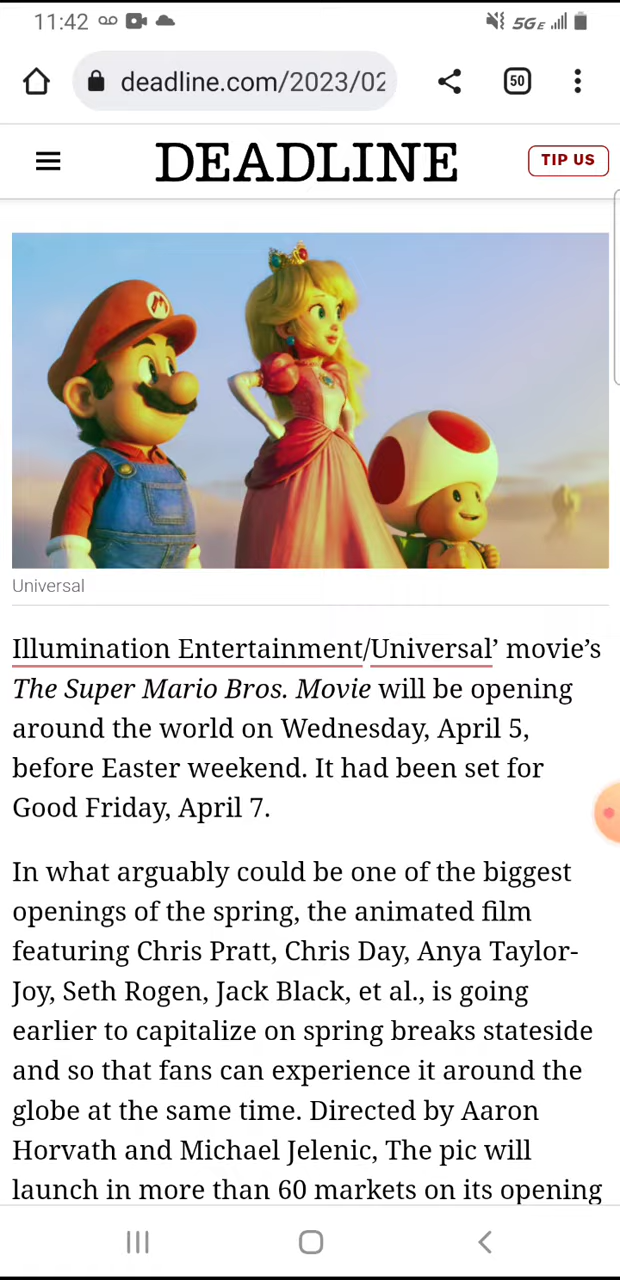 11:42
5GE
deadline.com/2023/02
50
DEADLINE
TIP US
M
Universal
Illumination Entertainment/Universal’ movie’s
The Super Mario Bros. Movie will be opening
around the world on Wednesday, April 5,
before Easter weekend. It had been set for
Good Friday, April 7.
In what arguably could be one of the biggest
openings of the spring, the animated film
featuring Chris Pratt, Chris Day, Anya Taylor-
Joy, Seth Rogen, Jack Black, et al., is going
earlier to capitalize on spring breaks stateside
and so that fans can experience it around the
globe at the same time. Directed by Aaron
Horvath and Michael Jelenic, The pic will
launch in more than 60 markets on its opening